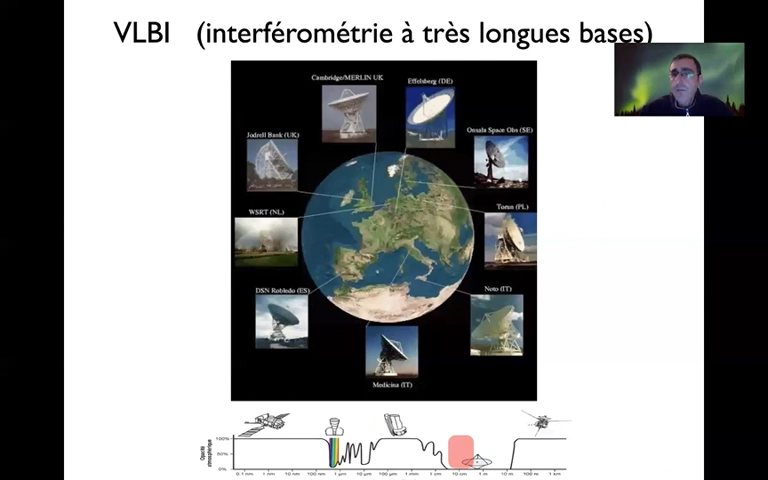 VLBI (interférométrie à très longues bases)
Cambridge/MERLIN UK
Effelsberg (DE)
Jodrell Bank (UK)
Onsala Space Obs (SE)
WSRT (NL)
Torun (PL)
DSN Robledo (ES)
Noto (IT)
Medicina (IT)
Opacité atmosphérique
100%
50%
0%
0.1 nm 1 nm 10 nm 100 nm 1 µm 10 µm 100 µm 1 mm 1 cm 10 cm 1 m 10 m 100 m 1 km